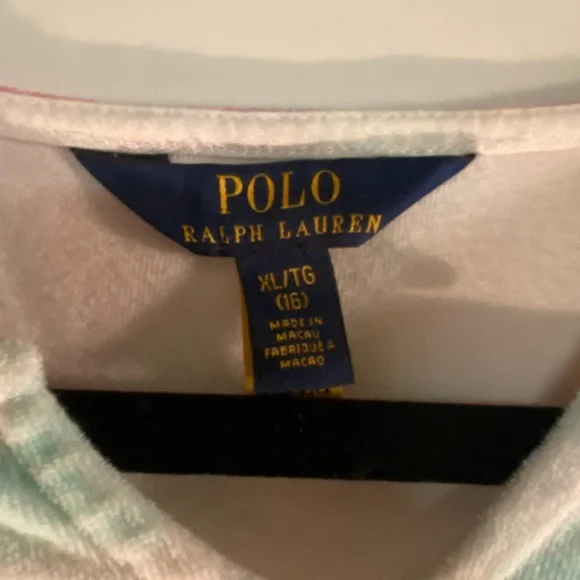 POLO
RALPH LAUREN
XL/TG
(16)
MADE IN
MACAU
FABRIQUÉ À
MACAO